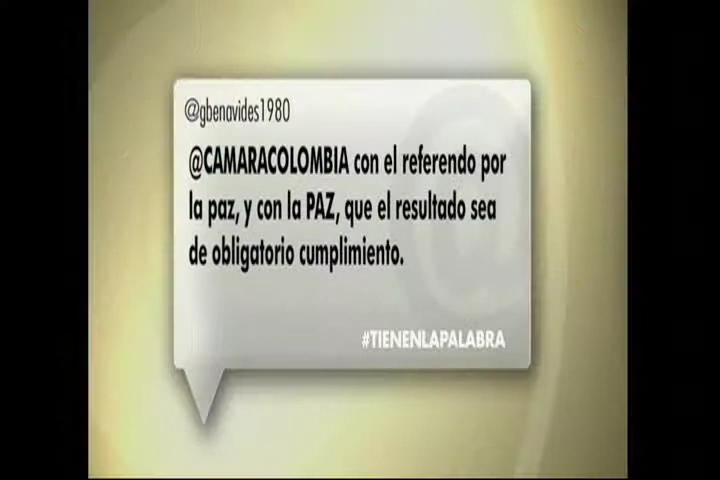 @gbenavides1980
@CAMARACOLOMBIA con el referendo por
la paz, y con la PAZ, que el resultado sea
de obligatorio cumplimiento.
#TIENENLAPALABRA